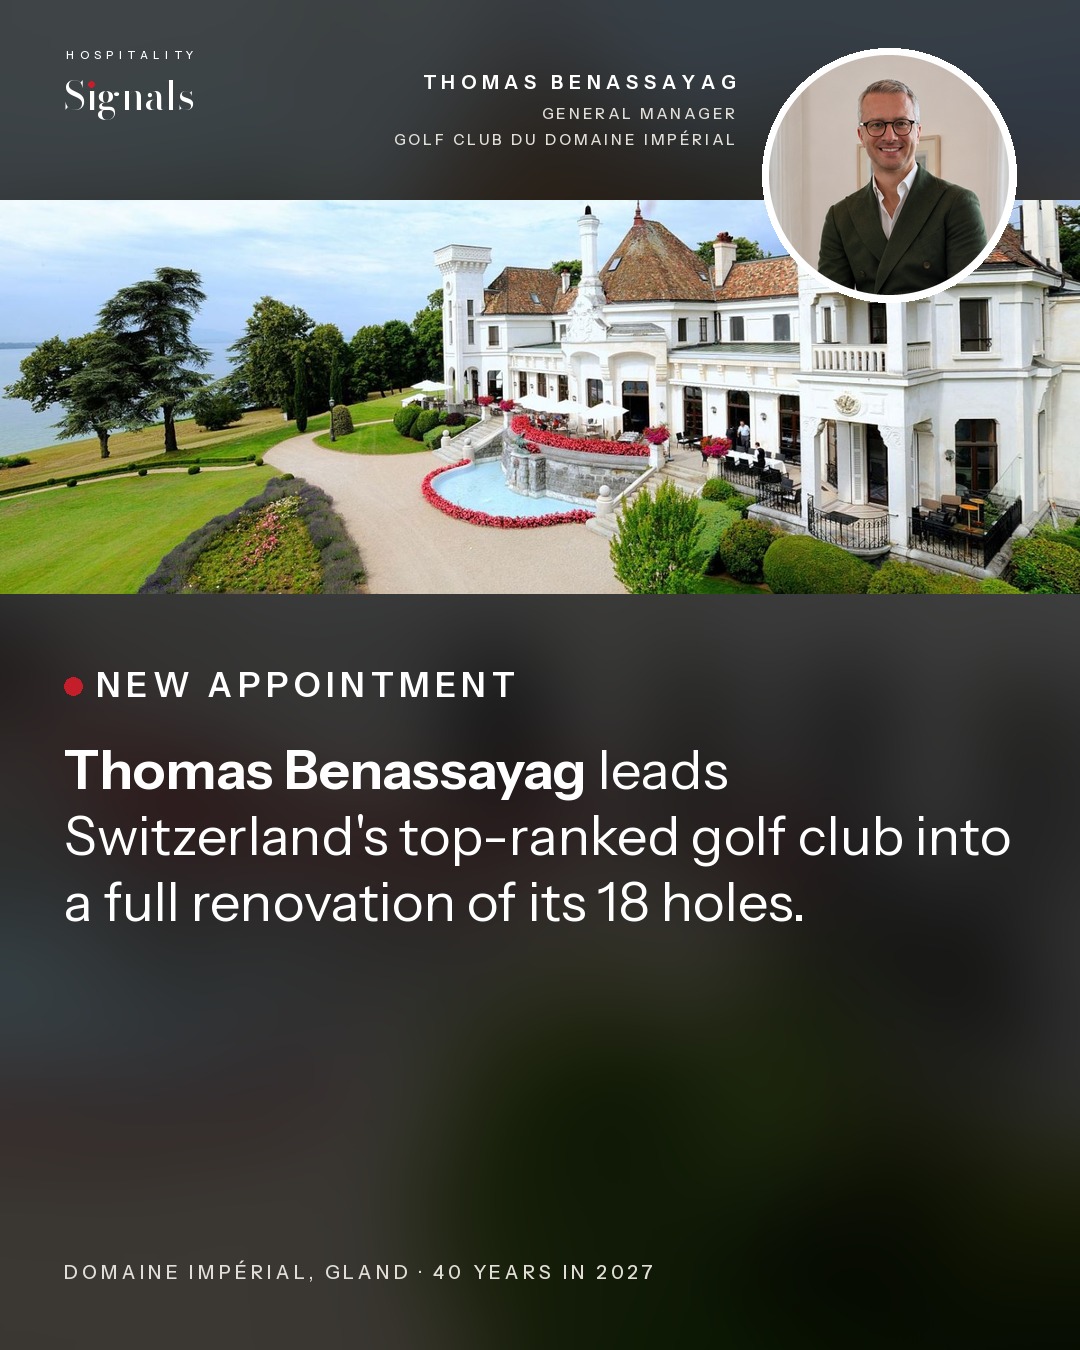 HOSPITALITY
Signals
THOMAS BENASSAYAG
GENERAL MANAGER
GOLF CLUB DU DOMAINE IMPÉRIAL
NEW APPOINTMENT
Thomas Benassayag leads
Switzerland's top-ranked golf club into
a full renovation of its 18 holes.
DOMAINE IMPÉRIAL, GLAND · 40 YEARS IN 2027